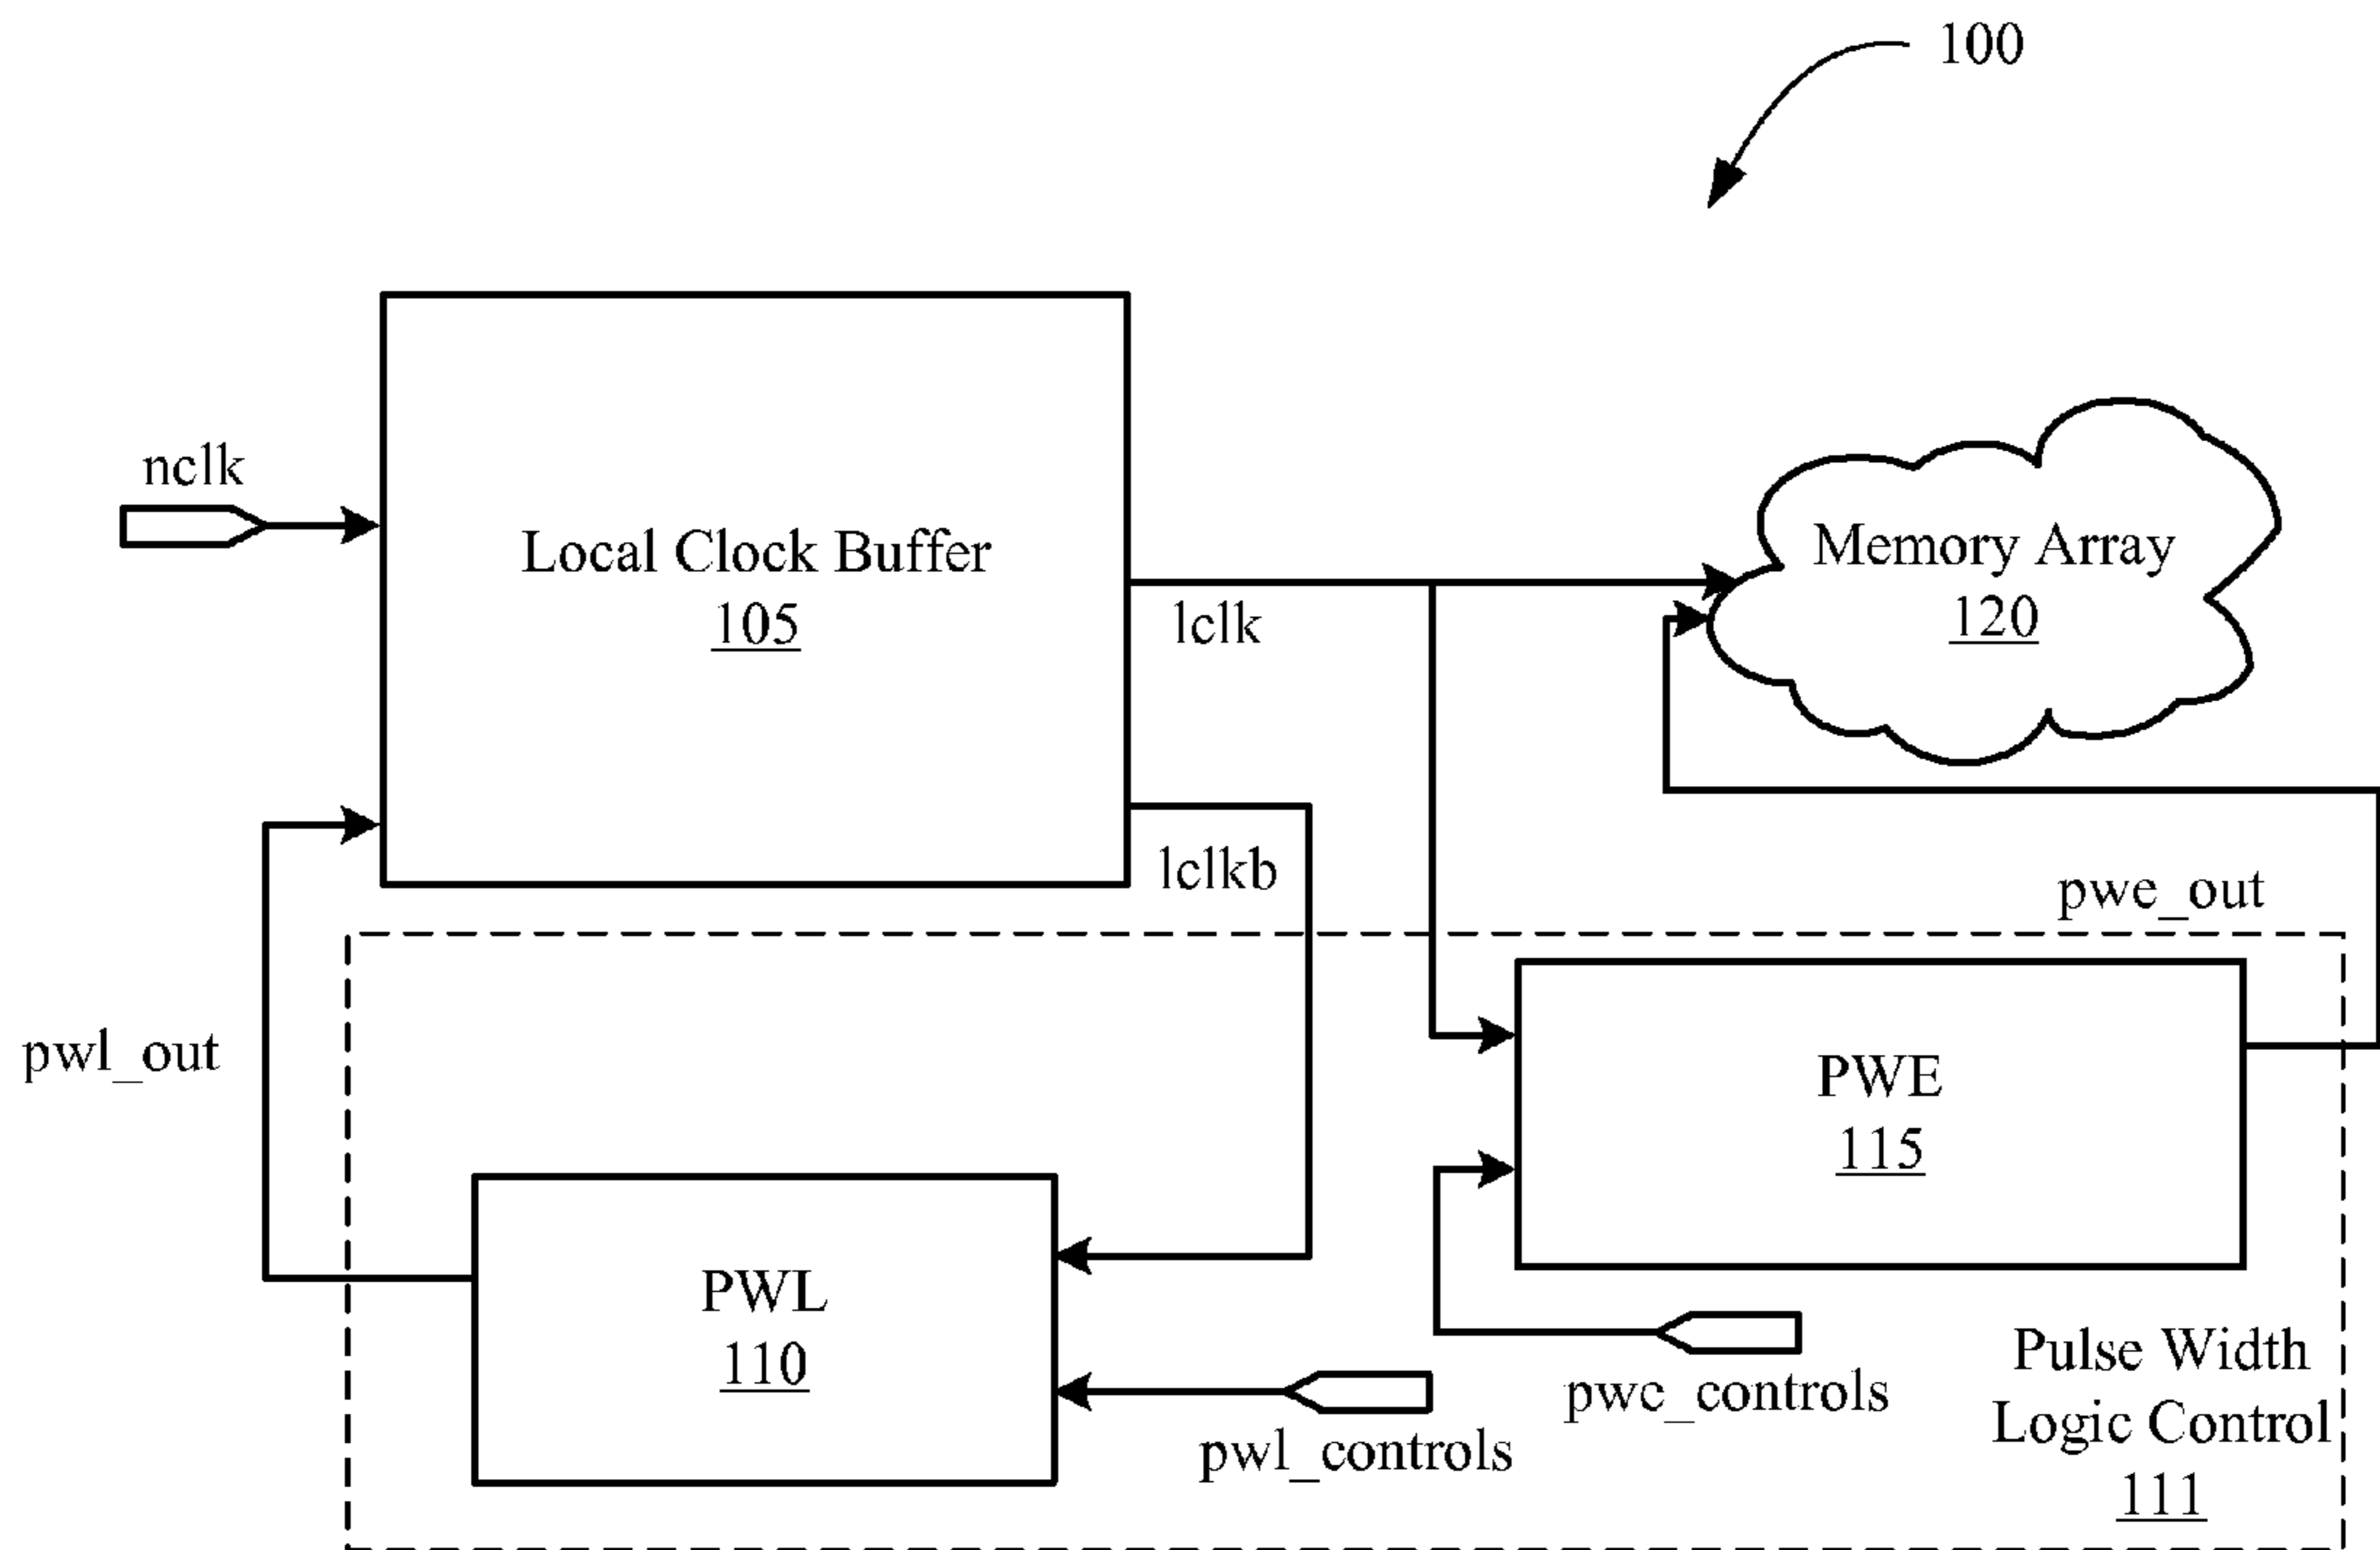 100
nclk
Local Clock Buffer
105
lclk
lclkb
Memory Array
120
pwe_out
pwl_out
PWE
115
PWL
110
pwl_controls
pwc_controls
Pulse Width
Logic Control
111